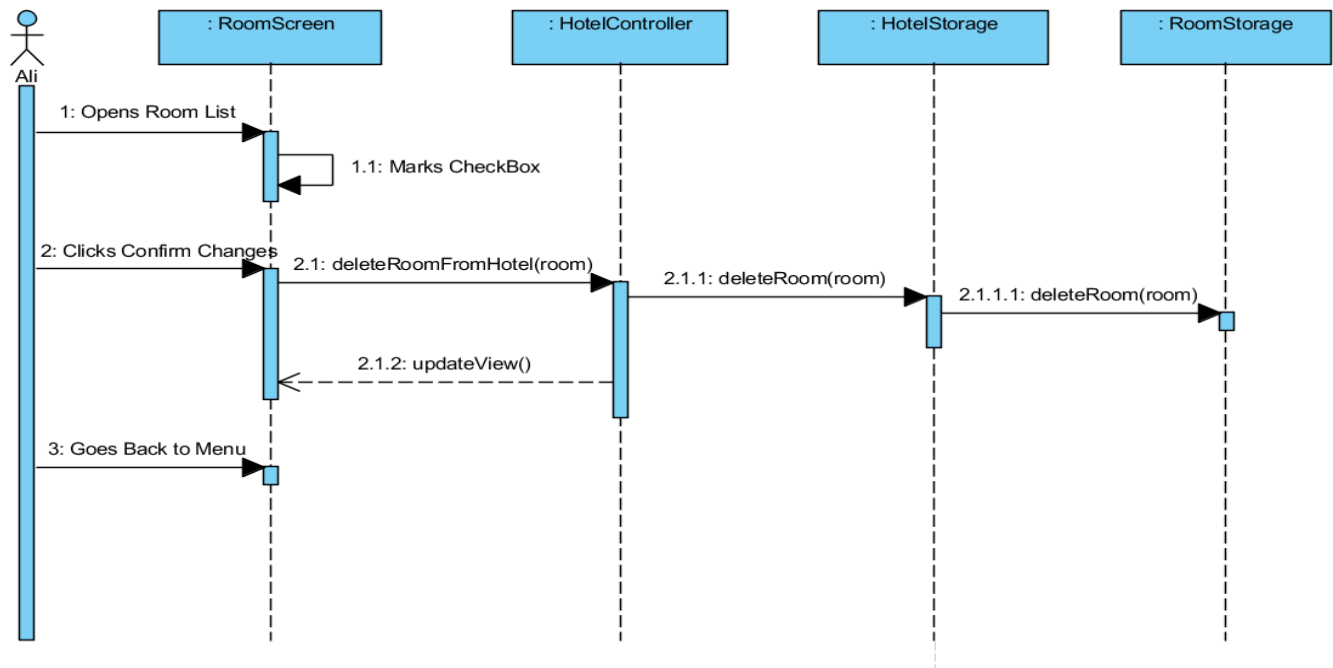 : RoomScreen
: HotelController
: HotelStorage
: RoomStorage
Ali
1: Opens Room List
1.1: Marks CheckBox
2: Clicks Confirm Changes
2.1: deleteRoomFromHotel(room)
2.1.1: deleteRoom(room)
2.1.1.1: deleteRoom(room)
2.1.2: updateView()
3: Goes Back to Menu